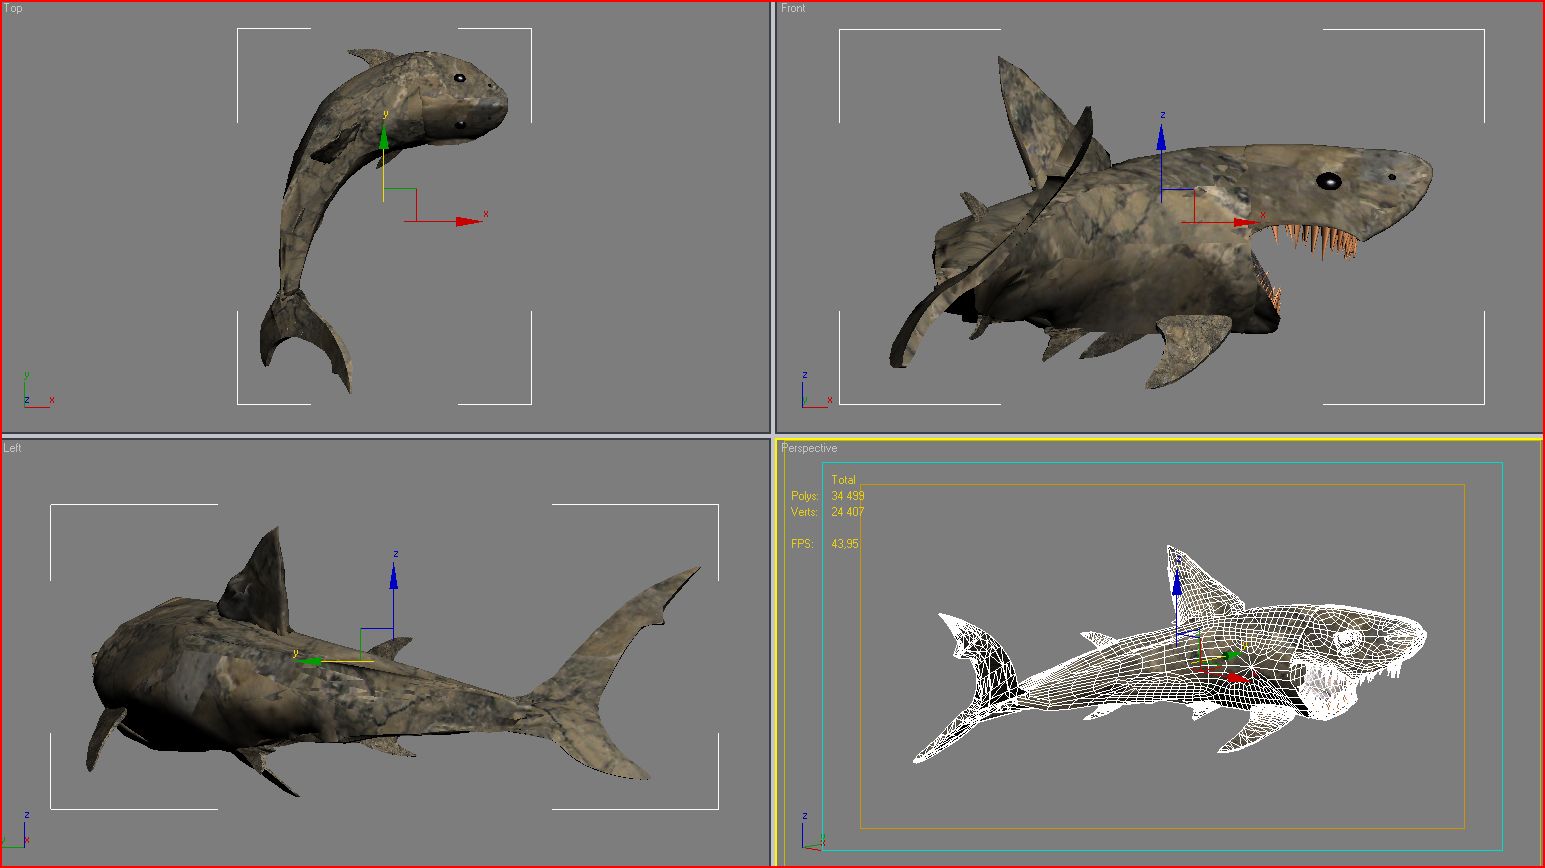 Top
y
x
y
z
x
Front
z
x
z
y
x
Left
z
y
z
y
x
Perspective
Total
Polys: 34 499
Verts: 24 407
FPS: 43,95
z